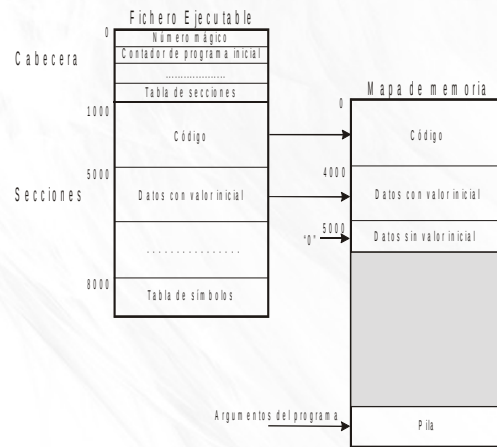 Fichero Ejecutable
0
Número mágico
Contador de programa inicial
...................
Tabla de secciones
Cabecera
1000
Código
5000
Secciones
Datos con valor inicial
................
8000
Tabla de símbolos
Mapa de memoria
0
Código
4000
Datos con valor inicial
5000
"0"
Datos sin valor inicial
Argumentos del programa
Pila